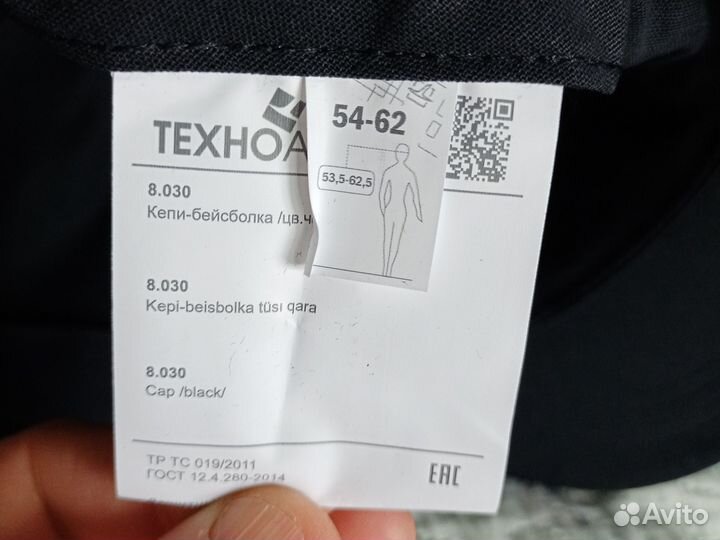 ТЕХНОА
54-62
53,5-62,5
8.030
Кепи-бейсболка /цв.ч
8.030
Kepi-beisbolka tüsı qara
8.030
Cap /black/
ТР ТС 019/2011
ГОСТ 12.4.280-2014
ЕАС
Avito